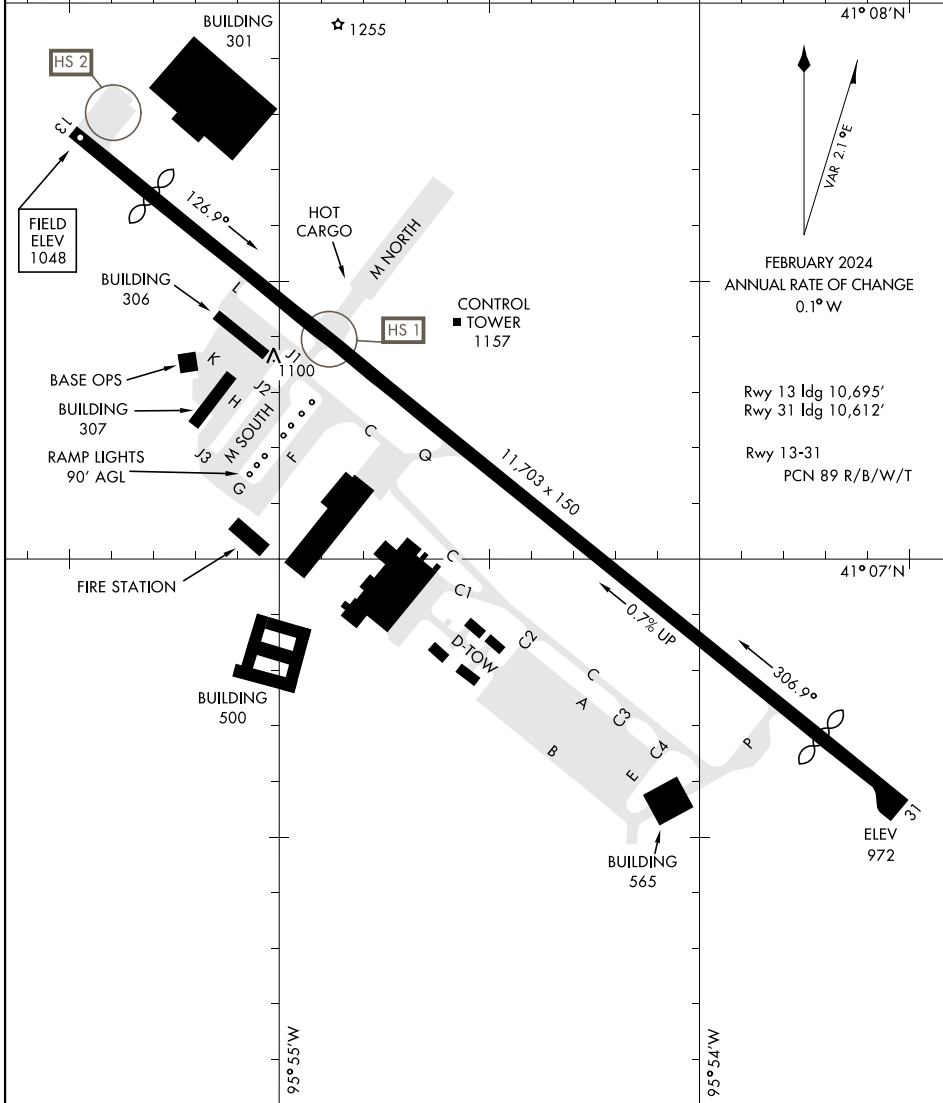 BUILDING
301
1255
41° 08'N
HS 2
13
VAR 2.1°E
126.9°
HOT
CARGO
M NORTH
FIELD
ELEV
1048
FEBRUARY 2024
ANNUAL RATE OF CHANGE
0.1° W
BUILDING
306
L
CONTROL
TOWER
1157
HS 1
J1
1100
K
BASE OPS
J2
H
Rwy 13 ldg 10,695'
Rwy 31 ldg 10,612'
BUILDING
307
M SOUTH
C
Q
J3
F
RAMP LIGHTS
90' AGL
G
11,703 x 150
Rwy 13-31
PCN 89 R/B/W/T
FIRE STATION
C
41° 07'N
C1
0.7% UP
C2
D-TOW
C
306.9°
BUILDING
500
A
C3
B
C4
P
E
31
ELEV
972
BUILDING
565
95° 55'W
95° 54'W